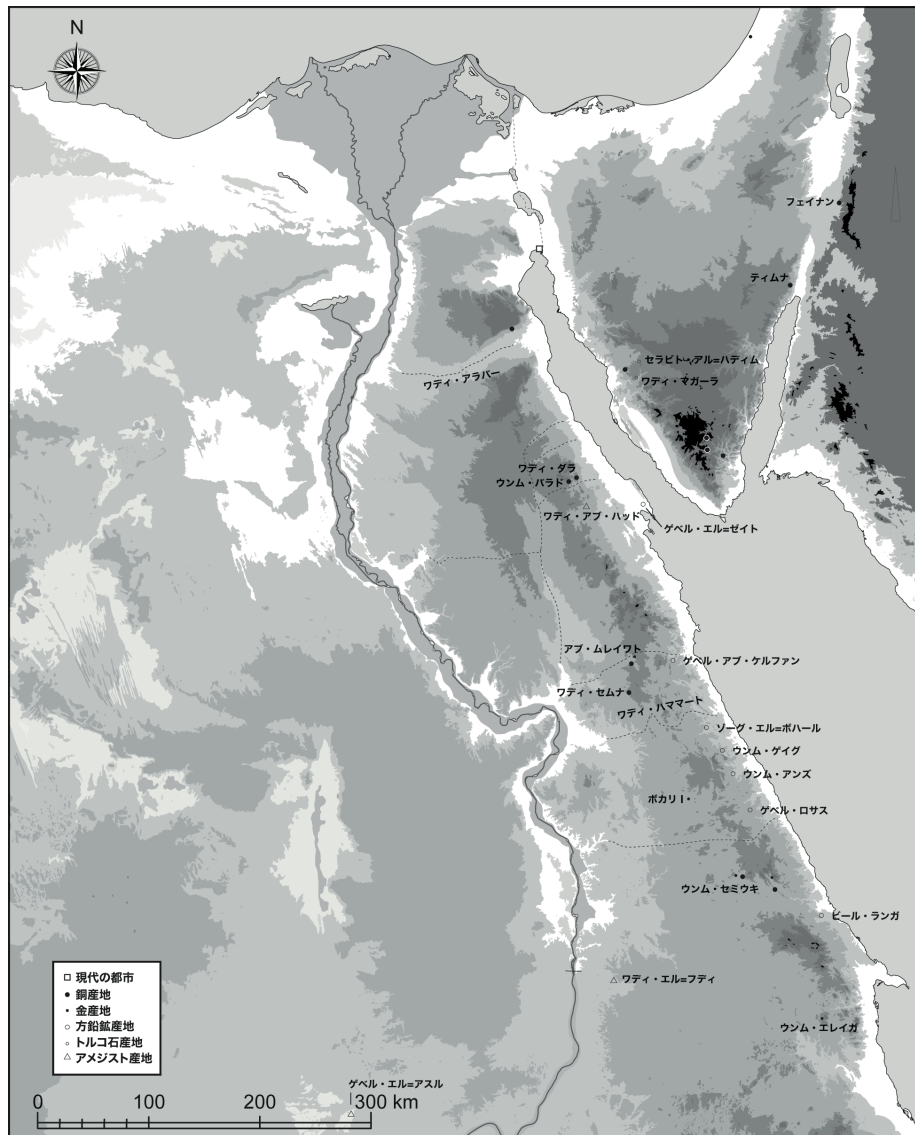 N
フェイナン
ティムナ
セラビト・アル=ハディム
ワディ・マガーラ
ワディ・アラバー
ワディ・ダラ
ウンム・バラド
ワディ・アブ・ハッド
ゲベル・エル=ゼイト
アブ・ムレイワト
ゲベル・アブ・ケルファン
ワディ・セムナ
ワディ・ハママート
ゾーグ・エル=ボハール
ウンム・ゲイグ
ウンム・アンズ
ボカリ I
ゲベル・ロサス
ウンム・セミウキ
ビール・ランガ
ワディ・エル=フディ
ウンム・エレイガ
現代の都市
銅産地
金産地
方鉛鉱産地
トルコ石産地
アメジスト産地
ゲベル・エル=アスル
0 100 200 300 km